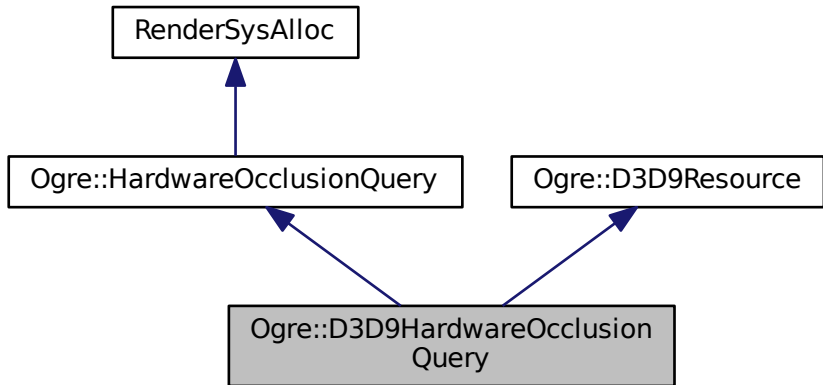 RenderSysAlloc
Ogre::HardwareOcclusionQuery
Ogre::D3D9Resource
Ogre::D3D9HardwareOcclusion
Query